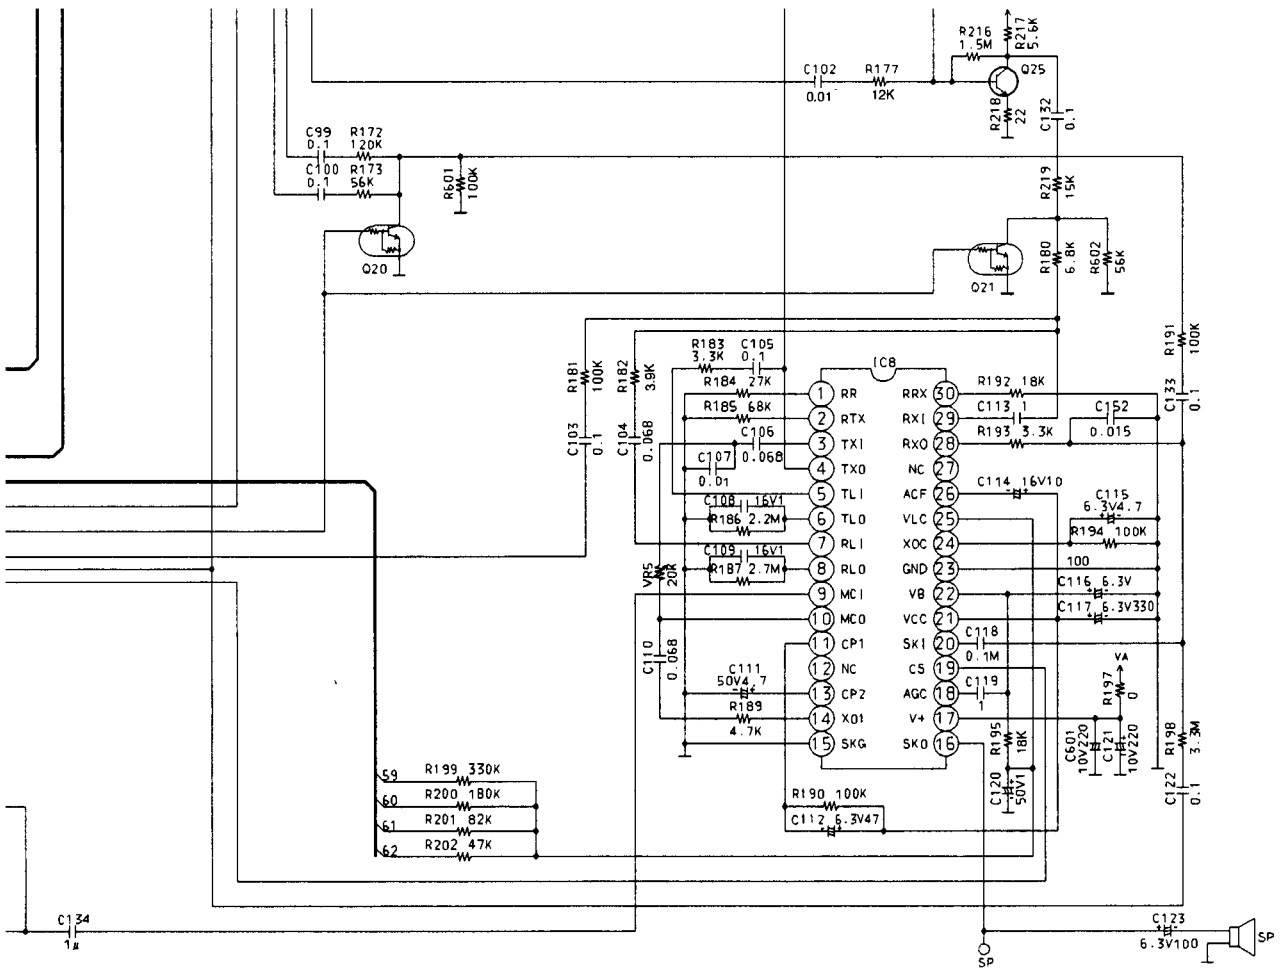 R216
1.5M
R217
5.6K
Q25
C102
0.01
R177
12K
R218
22
C132
0.1
C99
0.1
R172
120K
C100
0.1
R173
56K
R601
100K
R219
15K
Q20
Q21
R180
6.8K
R602
56K
R191
100K
R181
100K
R182
3.9K
R183
3.3K
C105
0.1
IC8
R184 27K
1 RR
RRX 30
R192 18K
C133
0.1
R185 68K
2 RTX
RXI 29
C113 1
C152
0.015
C103
0.1
C104
0.068
C106
0.068
3 TXI
RXO 28
R193 3.3K
C107
0.01
4 TXO
NC 27
5 TLI
ACF 26
C114 16V10
C108 16V1
R186 2.2M
6 TLO
VLC 25
C115
6.3V4.7
7 RLI
XOC 24
R194 100K
C109 16V1
R187 2.7M
VR5
20K
8 RLO
GND 23
100
9 MCI
VB 22
C116 6.3V
10 MCO
VCC 21
C117 6.3V330
C110
0.068
11 CP1
SKI 20
C118
0.1M
12 NC
CS 19
VA
C111
50V4.7
13 CP2
AGC 18
C119
1
R197
0
R189
4.7K
14 XO1
V+ 17
15 SKG
SKO 16
R195
18K
C601
10V220
C121
10V220
R198
3.3M
59 R199 330K
60 R200 180K
61 R201 82K
62 R202 47K
R190 100K
C112 6.3V47
C120
50V1
C122
0.1
C134
1μ
C123
6.3V100
SP
SP